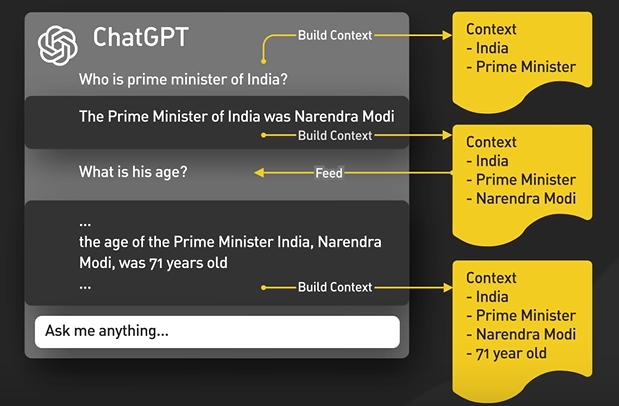 ChatGPT
Build Context
Who is prime minister of India?
Context
- India
- Prime Minister
The Prime Minister of India was Narendra Modi
Build Context
Context
- India
- Prime Minister
- Narendra Modi
What is his age?
Feed
...
the age of the Prime Minister India, Narendra
Modi, was 71 years old
...
Build Context
Context
- India
- Prime Minister
- Narendra Modi
- 71 year old
Ask me anything...